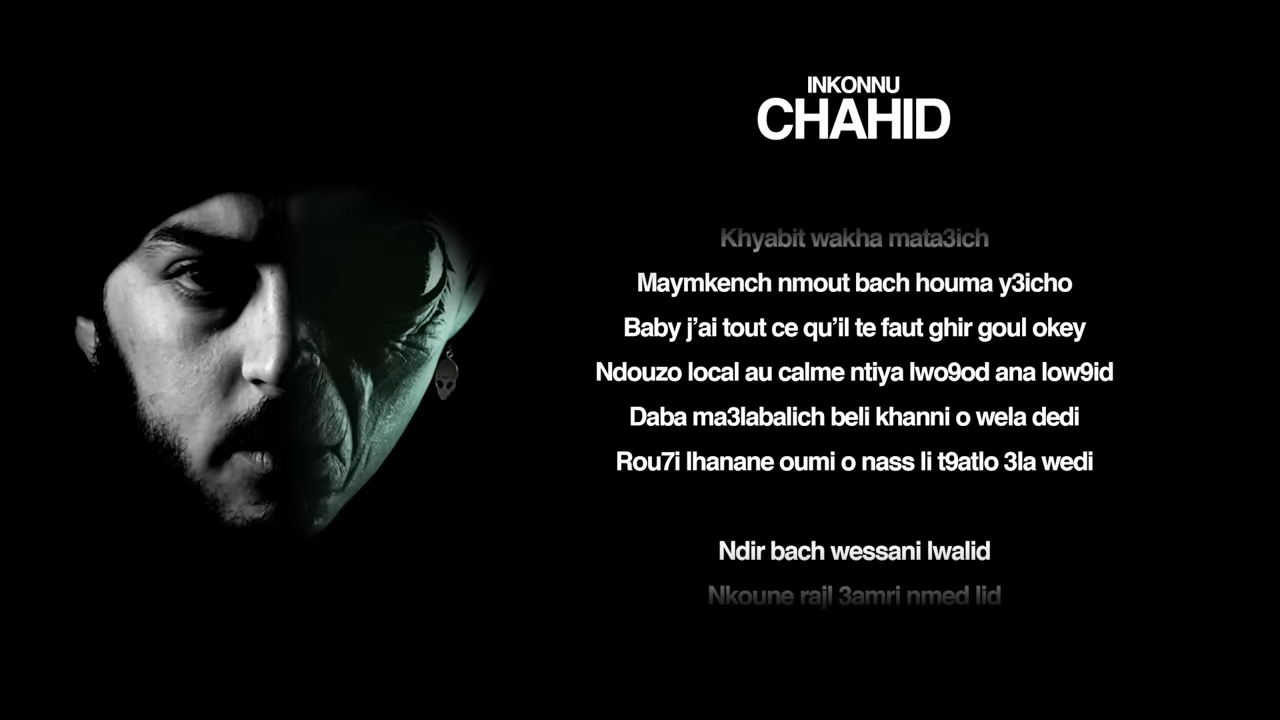 INKONNU
CHAHID
Khyabit wakha mata3ich
Maymkench nmout bach houma y3icho
Baby j’ai tout ce qu’il te faut ghir goul okey
Ndouzo local au calme ntiya lwo9od ana low9id
Daba ma3labalich beli khanni o wela dedi
Rou7i lhanane oumi o nass li t9atlo 3la wedi
Ndir bach wessani lwalid
Nkoune rajl 3amri nmed lid